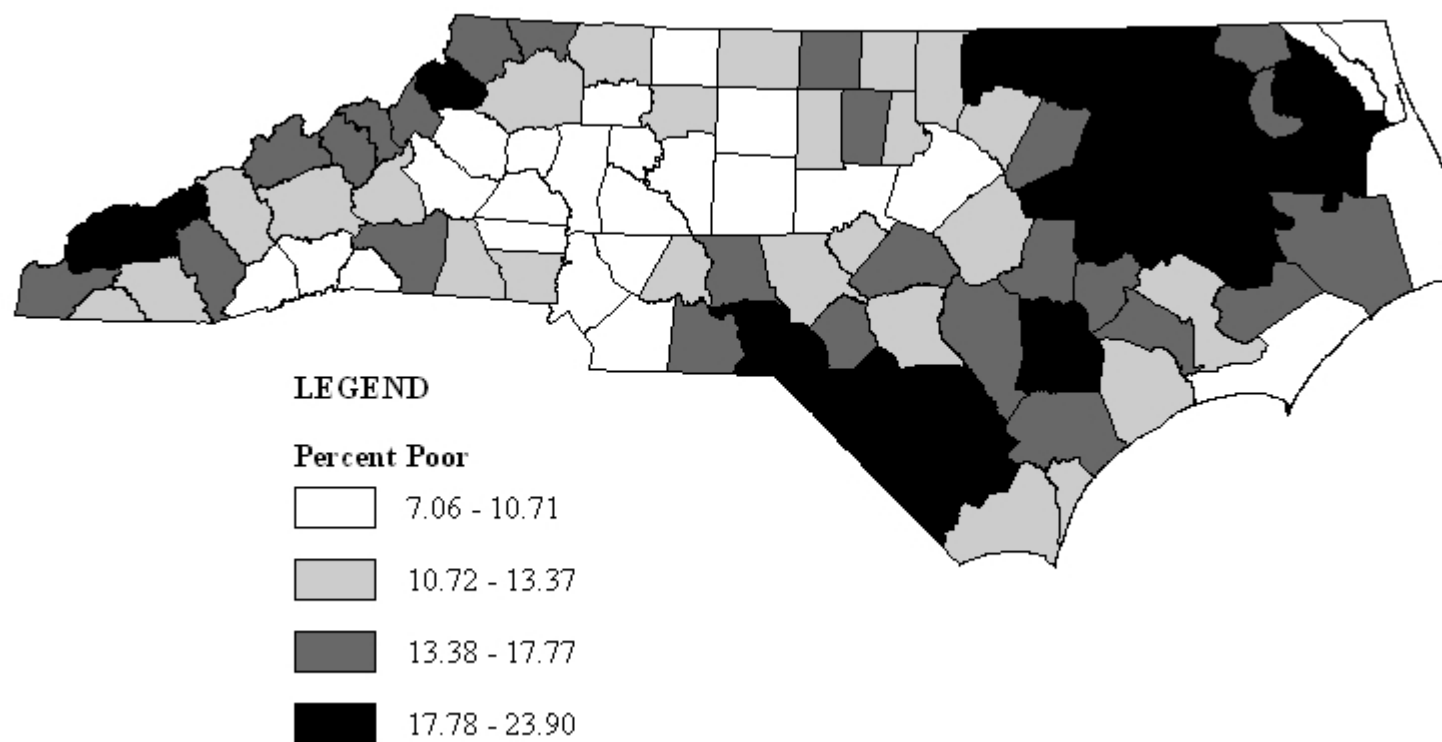 LEGEND
Percent Poor
7.06 - 10.71
10.72 - 13.37
13.38 - 17.77
17.78 - 23.90